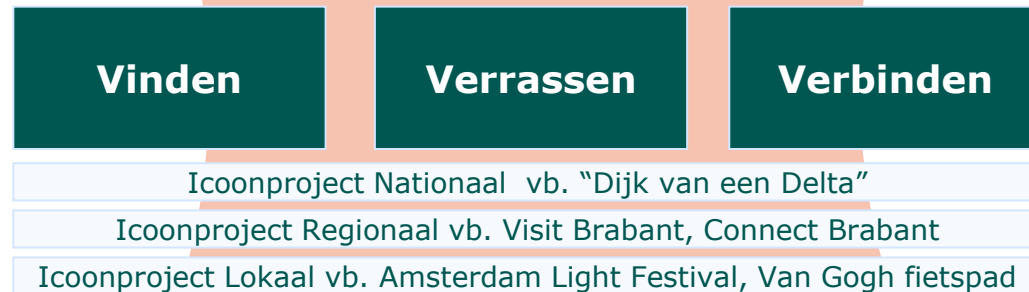 Vinden
Verrassen
Verbinden
Icoonproject Nationaal  vb. “Dijk van een Delta”
Icoonproject Regionaal vb. Visit Brabant, Connect Brabant
Icoonproject Lokaal vb. Amsterdam Light Festival, Van Gogh fietspad